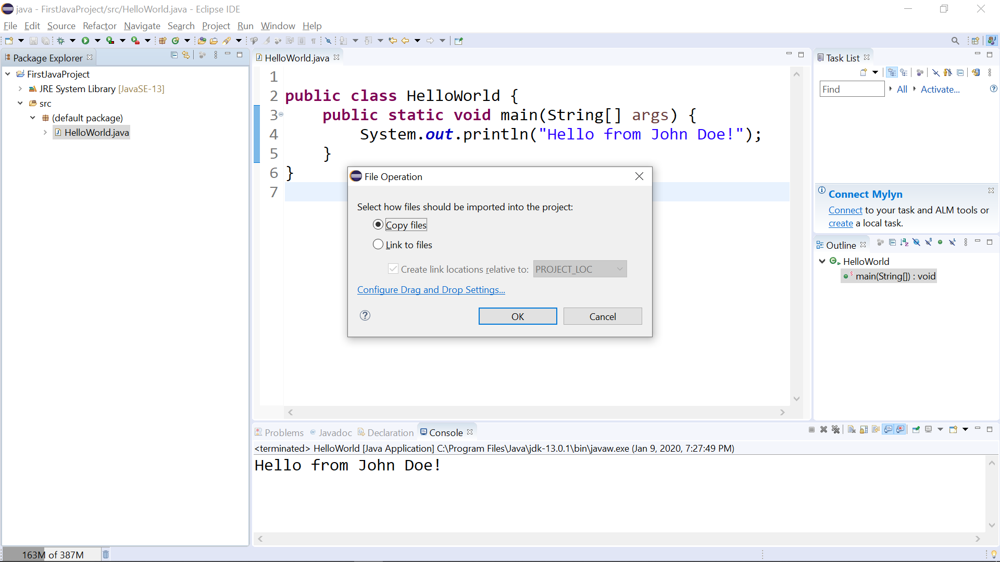 java - FirstJavaProject/src/HelloWorld.java - Eclipse IDE
File Edit Source Refactor Navigate Search Project Run Window Help
Package Explorer
FirstJavaProject
JRE System Library [JavaSE-13]
src
(default package)
HelloWorld.java
HelloWorld.java
1
2 public class HelloWorld {
3 public static void main(String[] args) {
4 System.out.println("Hello from John Doe!");
5 }
6 }
7
File Operation
Select how files should be imported into the project:
Copy files
Link to files
Create link locations relative to: PROJECT_LOC
Configure Drag and Drop Settings...
OK Cancel
Task List
Find All Activate...
Connect Mylyn
Connect to your task and ALM tools or
create a local task.
Outline
HelloWorld
main(String[]) : void
Problems Javadoc Declaration Console
<terminated> HelloWorld [Java Application] C:\Program Files\Java\jdk-13.0.1\bin\javaw.exe (Jan 9, 2020, 7:27:49 PM)
Hello from John Doe!
163M of 387M